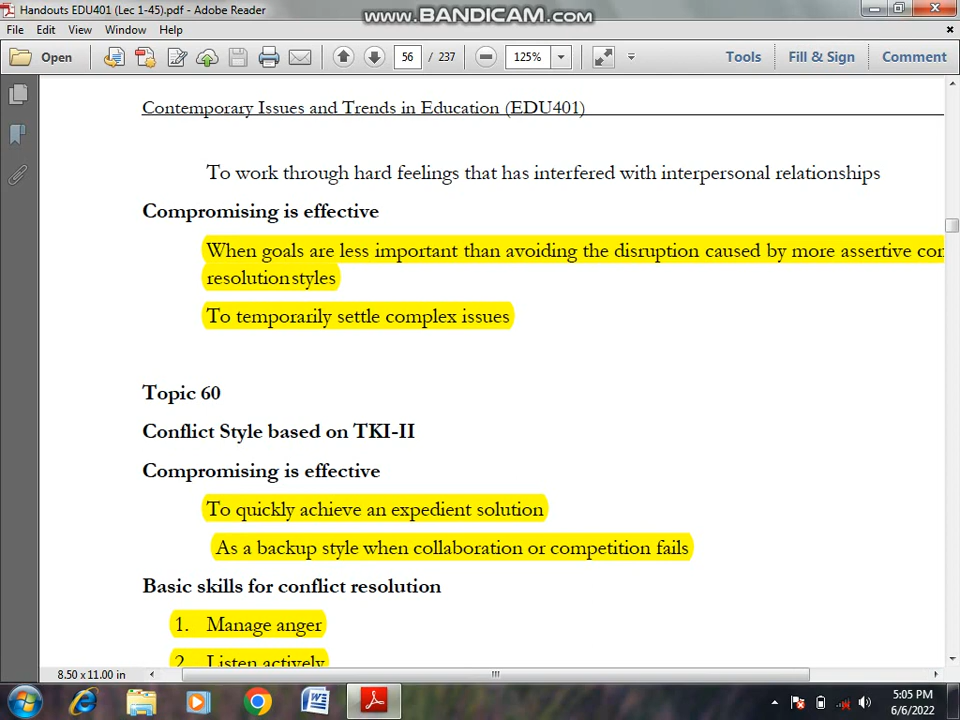 Handouts EDU401 (Lec 1-45).pdf - Adobe Reader
www.BANDICAM.com
File Edit View Window Help
Open 56 / 237 125% Tools Fill & Sign Comment
Contemporary Issues and Trends in Education (EDU401)
To work through hard feelings that has interfered with interpersonal relationships
Compromising is effective
When goals are less important than avoiding the disruption caused by more assertive con
resolution styles
To temporarily settle complex issues
Topic 60
Conflict Style based on TKI-II
Compromising is effective
To quickly achieve an expedient solution
As a backup style when collaboration or competition fails
Basic skills for conflict resolution
1. Manage anger
2. Listen actively
8.50 x 11.00 in
5:05 PM
6/6/2022